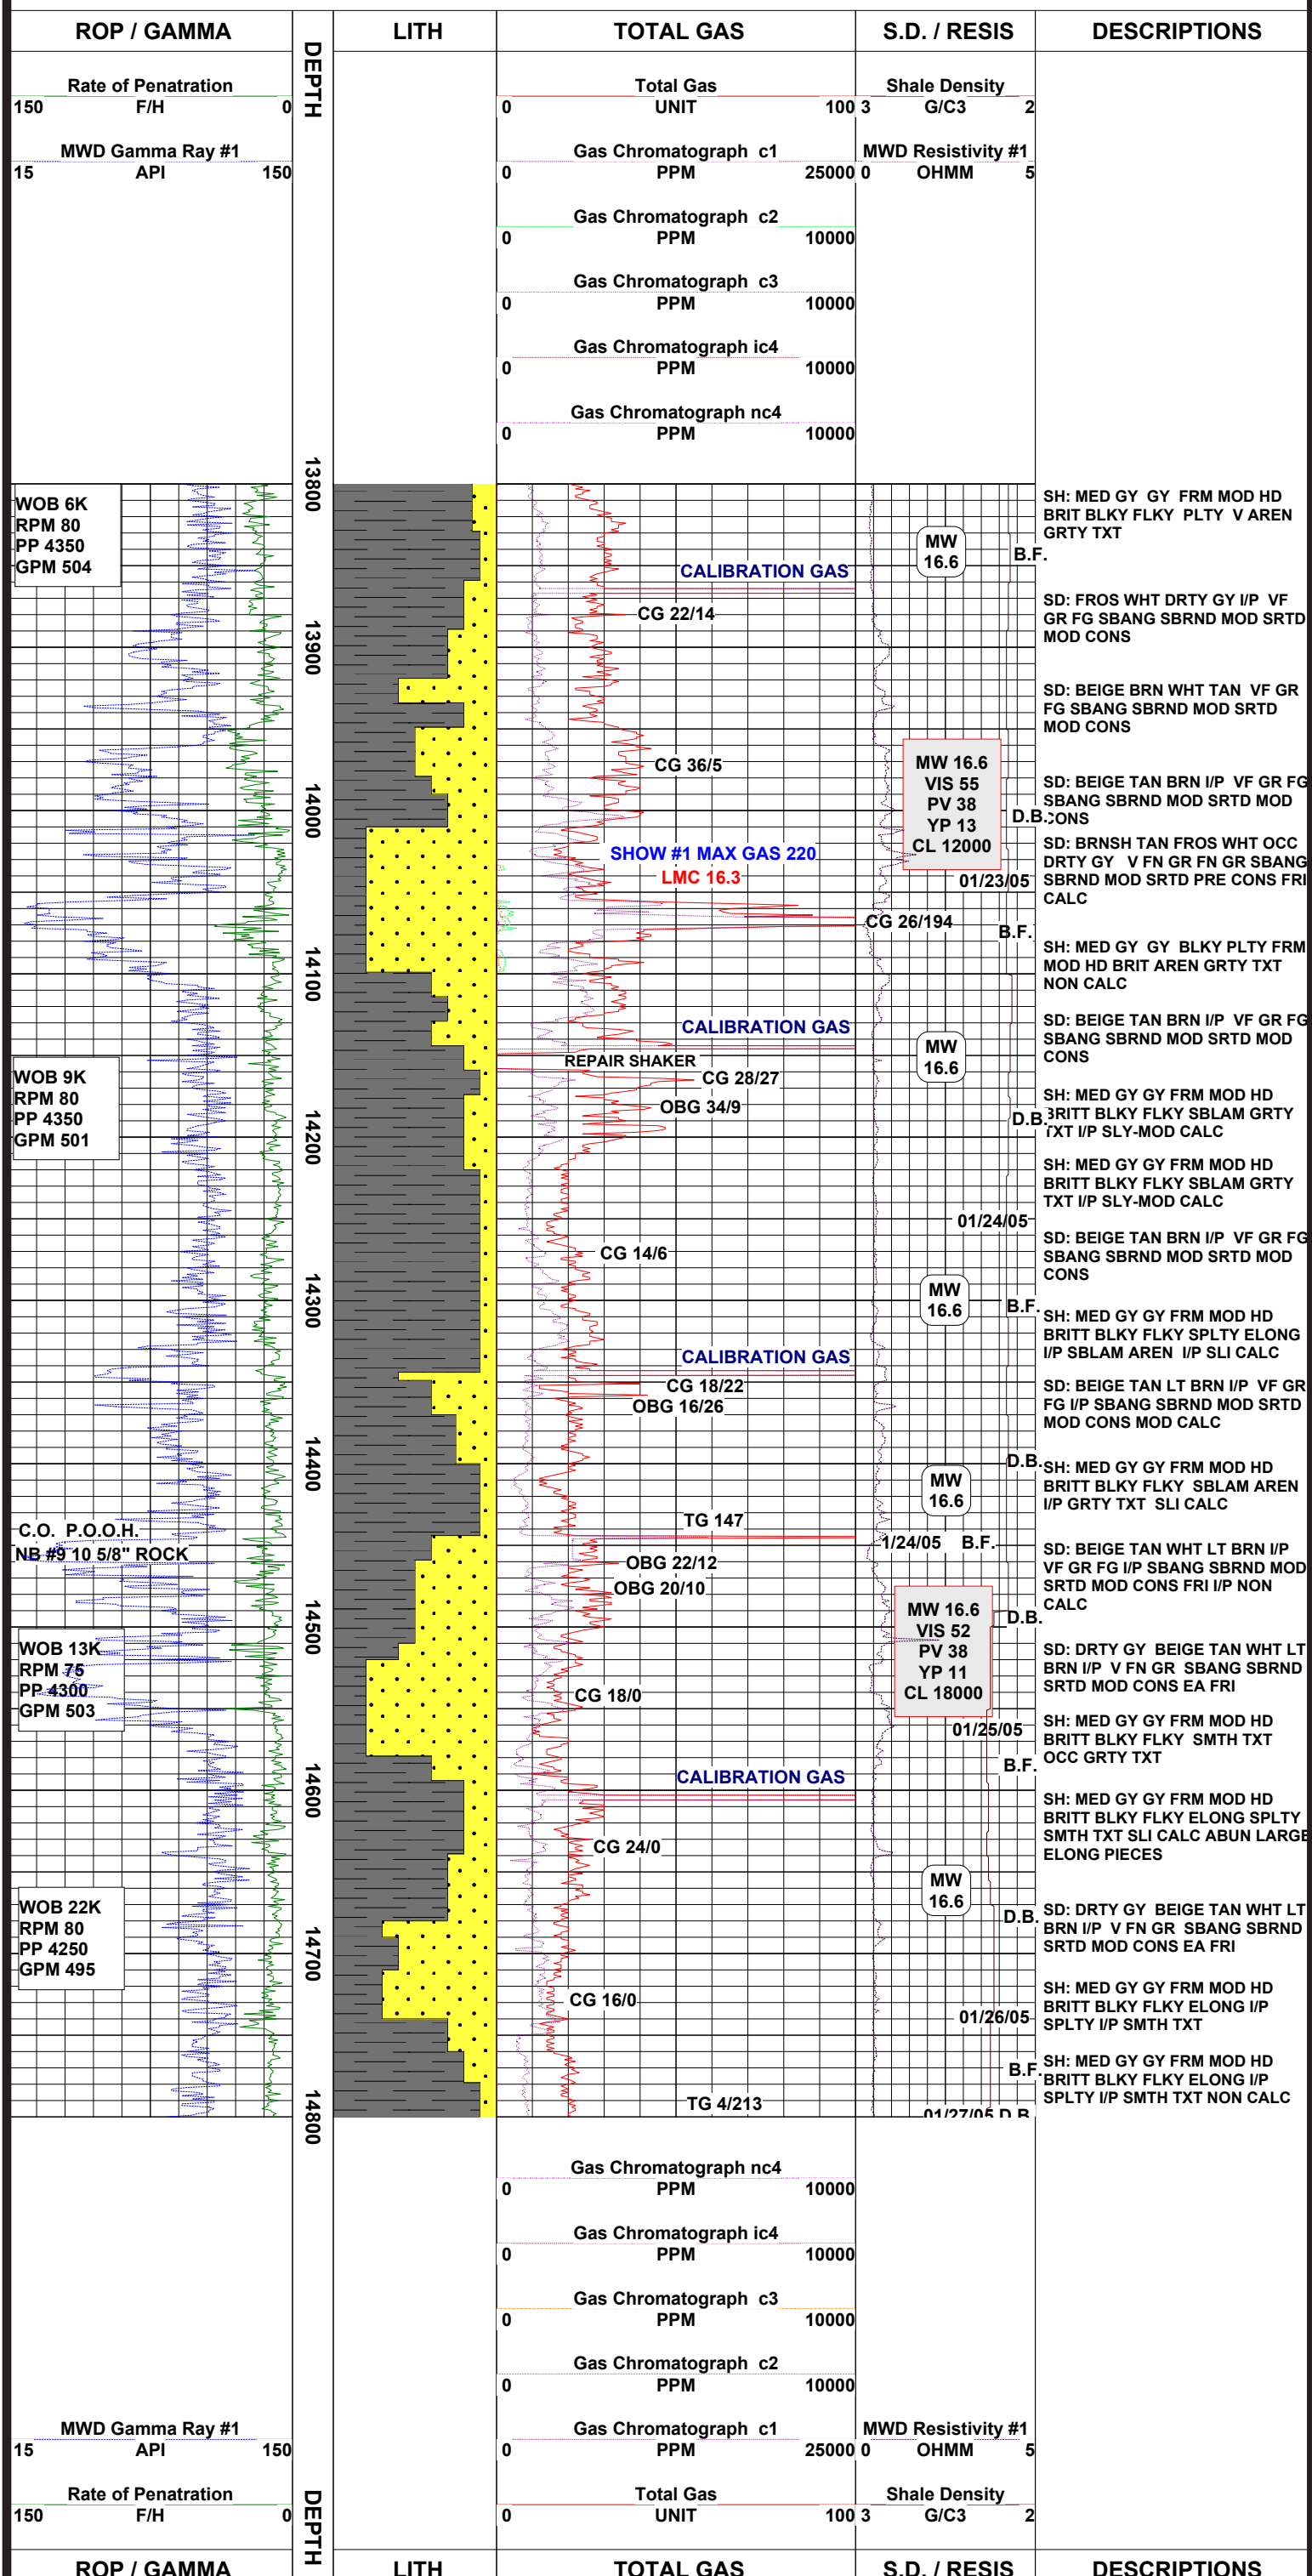 ROP / GAMMA
DEPTH
LITH
TOTAL GAS
S.D. / RESIS
DESCRIPTIONS
Rate of Penatration
150 F/H 0
MWD Gamma Ray #1
15 API 150
Total Gas
0 UNIT 100
Gas Chromatograph c1
0 PPM 25000
Gas Chromatograph c2
0 PPM 10000
Gas Chromatograph c3
0 PPM 10000
Gas Chromatograph ic4
0 PPM 10000
Gas Chromatograph nc4
0 PPM 10000
Shale Density
3 G/C3 2
MWD Resistivity #1
0 OHMM 5
WOB 6K
RPM 80
PP 4350
GPM 504
WOB 9K
RPM 80
PP 4350
GPM 501
C.O. P.O.O.H.
NB #9 10 5/8" ROCK
WOB 13K
RPM 75
PP 4300
GPM 503
WOB 22K
RPM 80
PP 4250
GPM 495
13800
13900
14000
14100
14200
14300
14400
14500
14600
14700
14800
CALIBRATION GAS
CG 22/14
CG 36/5
SHOW #1 MAX GAS 220
LMC 16.3
CG 26/194
CALIBRATION GAS
REPAIR SHAKER
CG 28/27
OBG 34/9
CG 14/6
CALIBRATION GAS
CG 18/22
OBG 16/26
TG 147
OBG 22/12
OBG 20/10
CG 18/0
CALIBRATION GAS
CG 24/0
CG 16/0
TG 4/213
MW
16.6
B.F.
MW 16.6
VIS 55
PV 38
YP 13
CL 12000
D.B.
01/23/05
B.F.
MW
16.6
D.B.
01/24/05
MW
16.6
B.F.
D.B.
MW
16.6
1/24/05 B.F.
MW 16.6
VIS 52
PV 38
YP 11
CL 18000
D.B.
01/25/05
B.F.
MW
16.6
D.B.
01/26/05
B.F.
01/27/05 D.B.
SH: MED GY GY FRM MOD HD
BRIT BLKY FLKY PLTY V AREN
GRTY TXT
SD: FROS WHT DRTY GY I/P VF
GR FG SBANG SBRND MOD SRTD
MOD CONS
SD: BEIGE BRN WHT TAN VF GR
FG SBANG SBRND MOD SRTD
MOD CONS
SD: BEIGE TAN BRN I/P VF GR FG
SBANG SBRND MOD SRTD MOD
CONS
SD: BRNSH TAN FROS WHT OCC
DRTY GY V FN GR FN GR SBANG
SBRND MOD SRTD PRE CONS FRI
CALC
SH: MED GY GY BLKY PLTY FRM
MOD HD BRIT AREN GRTY TXT
NON CALC
SD: BEIGE TAN BRN I/P VF GR FG
SBANG SBRND MOD SRTD MOD
CONS
SH: MED GY GY FRM MOD HD
BRITT BLKY FLKY SBLAM GRTY
TXT I/P SLY-MOD CALC
SH: MED GY GY FRM MOD HD
BRITT BLKY FLKY SBLAM GRTY
TXT I/P SLY-MOD CALC
SD: BEIGE TAN BRN I/P VF GR FG
SBANG SBRND MOD SRTD MOD
CONS
SH: MED GY GY FRM MOD HD
BRITT BLKY FLKY SPLTY ELONG
I/P SBLAM AREN I/P SLI CALC
SD: BEIGE TAN LT BRN I/P VF GR
FG I/P SBANG SBRND MOD SRTD
MOD CONS MOD CALC
SH: MED GY GY FRM MOD HD
BRITT BLKY FLKY SBLAM AREN
I/P GRTY TXT SLI CALC
SD: BEIGE TAN WHT LT BRN I/P
VF GR FG I/P SBANG SBRND MOD
SRTD MOD CONS FRI I/P NON
CALC
SD: DRTY GY BEIGE TAN WHT LT
BRN I/P V FN GR SBANG SBRND
SRTD MOD CONS EA FRI
SH: MED GY GY FRM MOD HD
BRITT BLKY FLKY SMTH TXT
OCC GRTY TXT
SH: MED GY GY FRM MOD HD
BRITT BLKY FLKY ELONG SPLTY
SMTH TXT SLI CALC ABUN LARGE
ELONG PIECES
SD: DRTY GY BEIGE TAN WHT LT
BRN I/P V FN GR SBANG SBRND
SRTD MOD CONS EA FRI
SH: MED GY GY FRM MOD HD
BRITT BLKY FLKY ELONG I/P
SPLTY I/P SMTH TXT
SH: MED GY GY FRM MOD HD
BRITT BLKY FLKY ELONG I/P
SPLTY I/P SMTH TXT NON CALC
Gas Chromatograph nc4
0 PPM 10000
Gas Chromatograph ic4
0 PPM 10000
Gas Chromatograph c3
0 PPM 10000
Gas Chromatograph c2
0 PPM 10000
MWD Gamma Ray #1
15 API 150
Gas Chromatograph c1
0 PPM 25000
MWD Resistivity #1
0 OHMM 5
Rate of Penatration
150 F/H 0
Total Gas
0 UNIT 100
Shale Density
3 G/C3 2
ROP / GAMMA
DEPTH
LITH
TOTAL GAS
S.D. / RESIS
DESCRIPTIONS